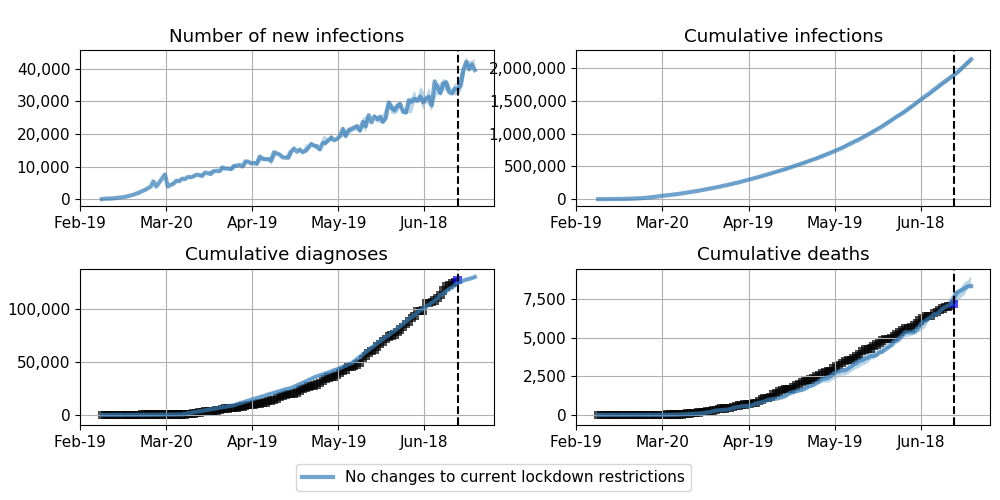 Number of new infections
40,000
30,000
20,000
10,000
0
Feb-19 Mar-20 Apr-19 May-19 Jun-18
Cumulative infections
2,000,000
1,500,000
1,000,000
500,000
0
Feb-19 Mar-20 Apr-19 May-19 Jun-18
Cumulative diagnoses
100,000
50,000
0
Feb-19 Mar-20 Apr-19 May-19 Jun-18
Cumulative deaths
7,500
5,000
2,500
0
Feb-19 Mar-20 Apr-19 May-19 Jun-18
No changes to current lockdown restrictions